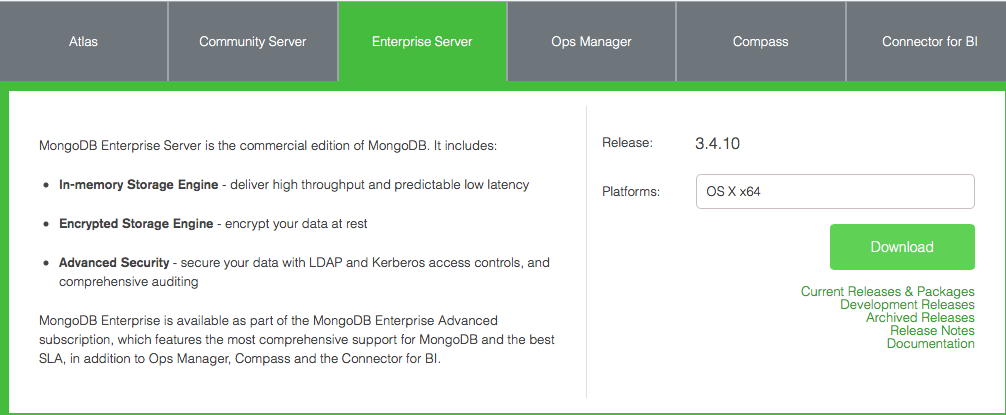 Atlas
Community Server
Enterprise Server
Ops Manager
Compass
Connector for BI
MongoDB Enterprise Server is the commercial edition of MongoDB. It includes:
• In-memory Storage Engine - deliver high throughput and predictable low latency
• Encrypted Storage Engine - encrypt your data at rest
• Advanced Security - secure your data with LDAP and Kerberos access controls, and
comprehensive auditing
MongoDB Enterprise is available as part of the MongoDB Enterprise Advanced
subscription, which features the most comprehensive support for MongoDB and the best
SLA, in addition to Ops Manager, Compass and the Connector for BI.
Release: 3.4.10
Platforms: OS X x64
Download
Current Releases & Packages
Development Releases
Archived Releases
Release Notes
Documentation